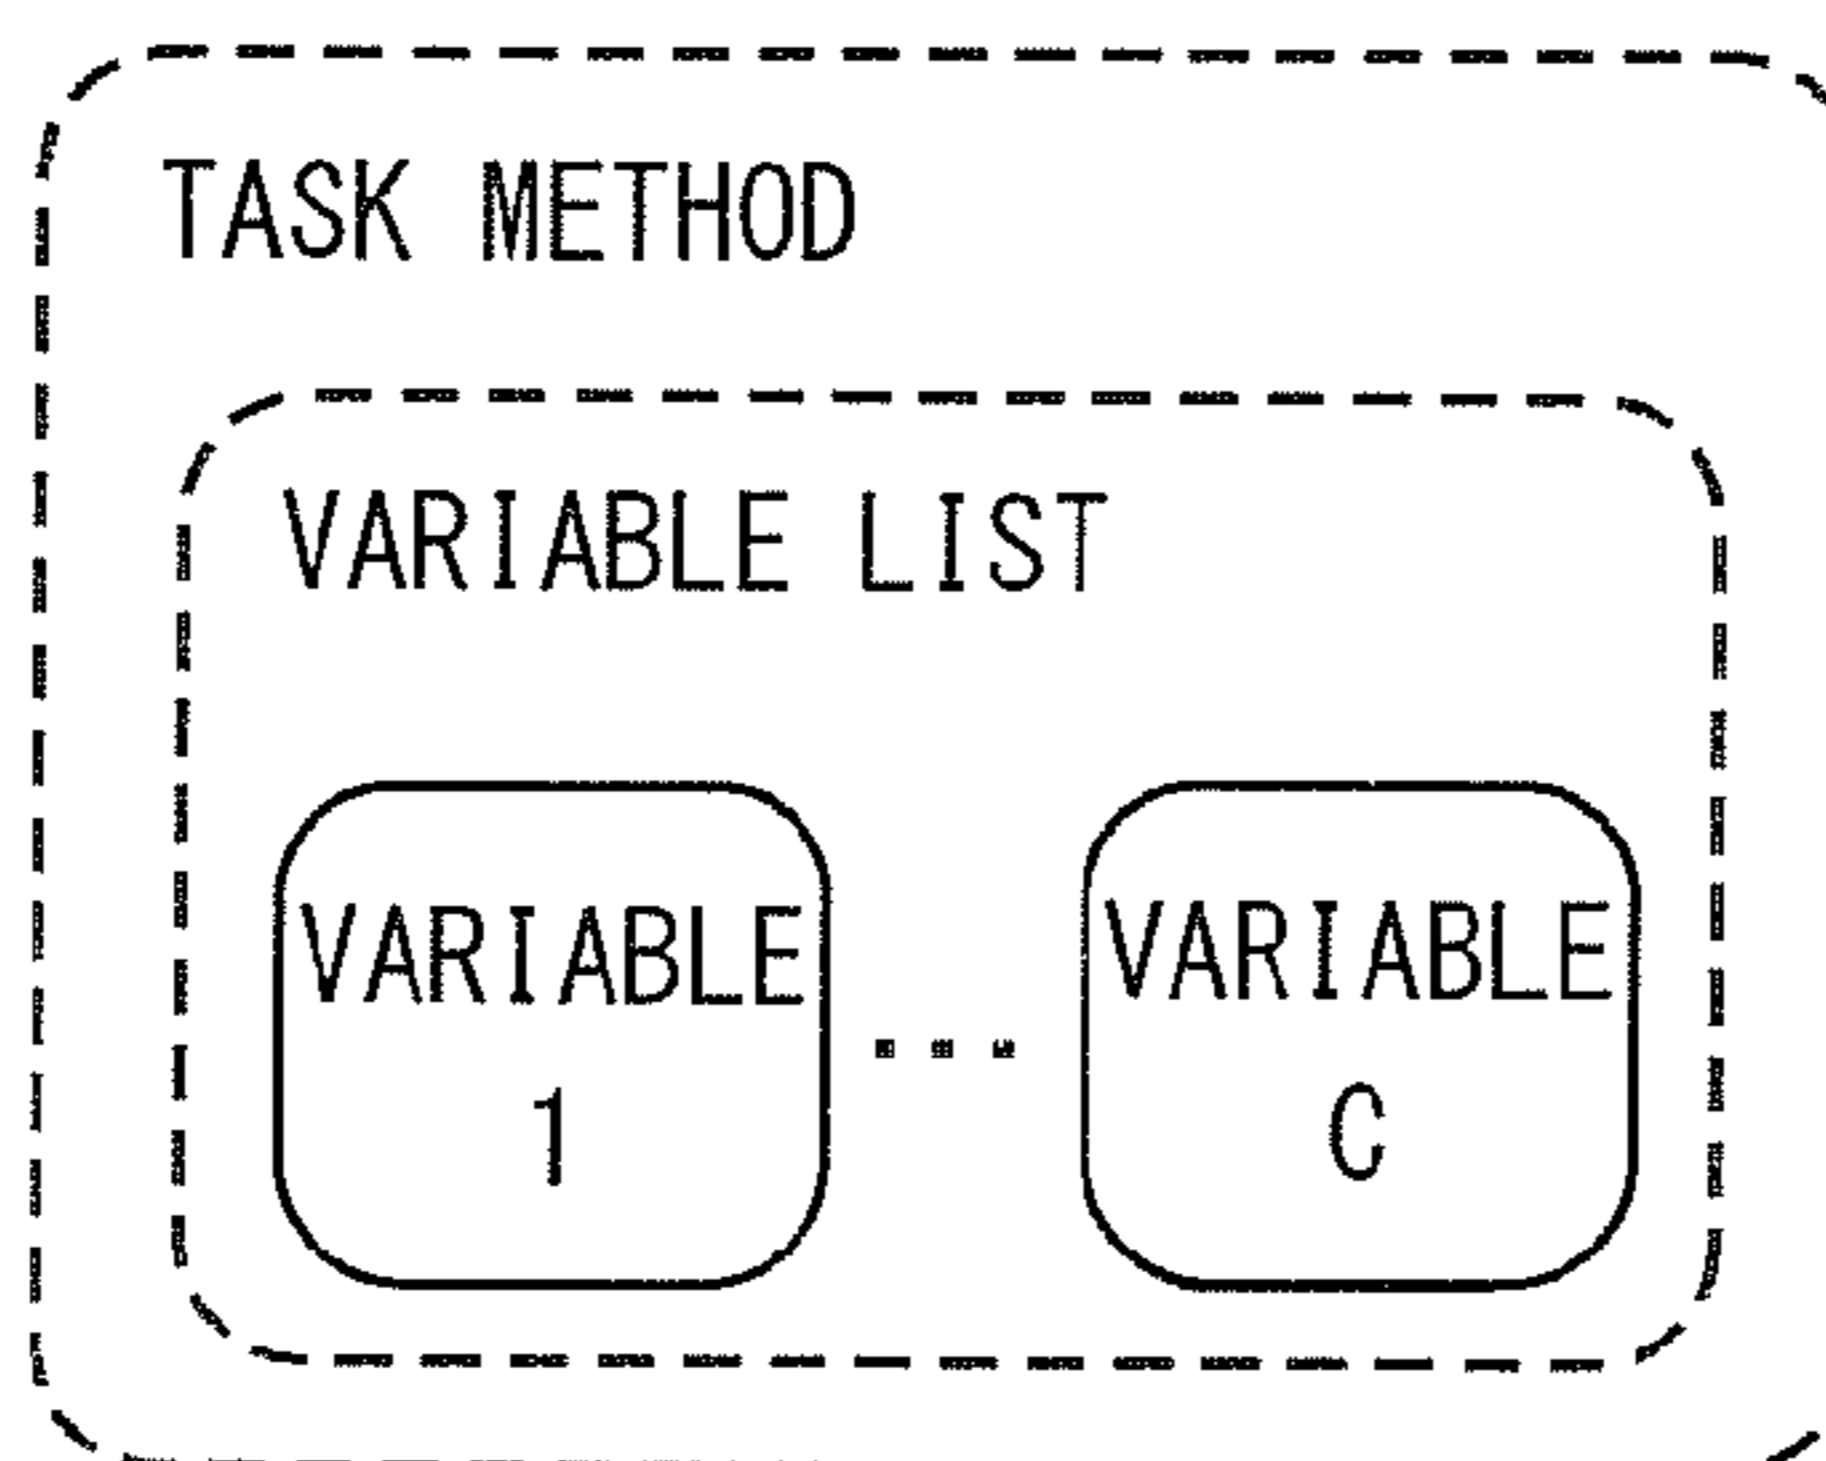 TASK METHOD
VARIABLE LIST
VARIABLE
1
...
VARIABLE
C